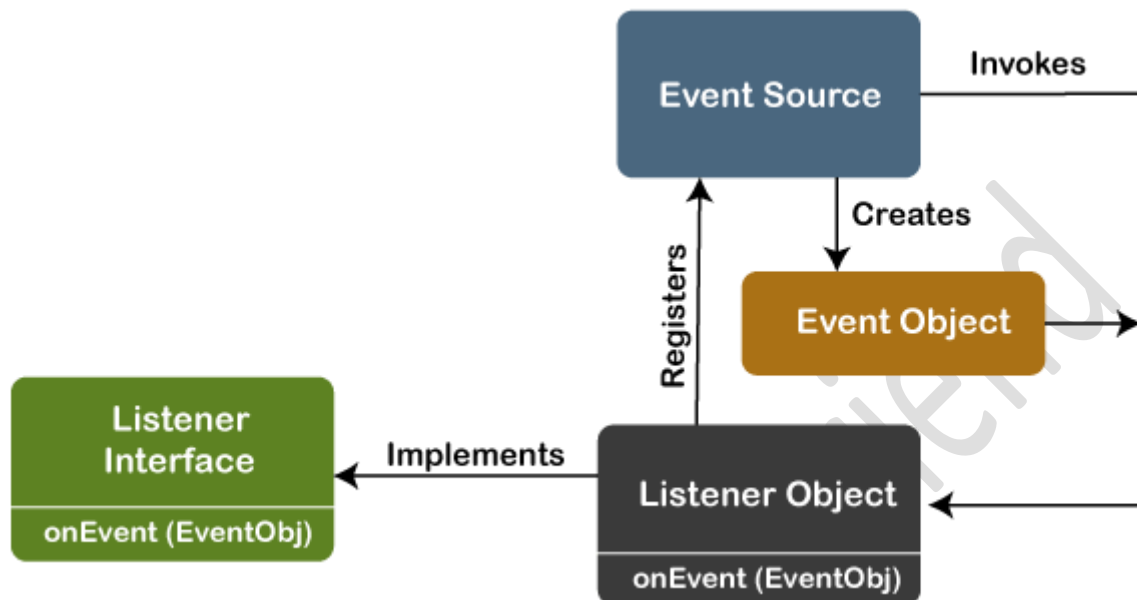 Event Source
Invokes
Creates
Registers
Event Object
Listener
Interface
onEvent (EventObj)
Implements
Listener Object
onEvent (EventObj)